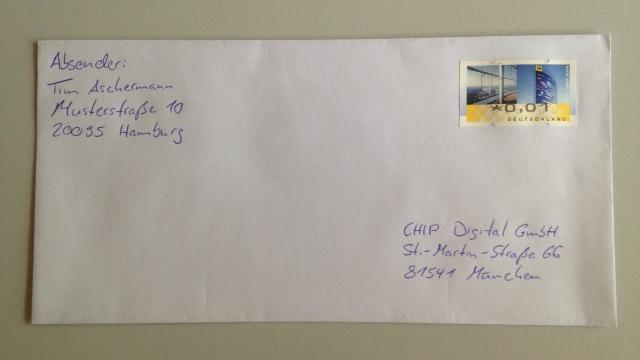 Absender:
Tim Aschermann
Musterstraße 10
20095 Hamburg
*0,01
DEUTSCHLAND
CHIP Digital GmbH
St.-Martin-Straße 66
81541 München